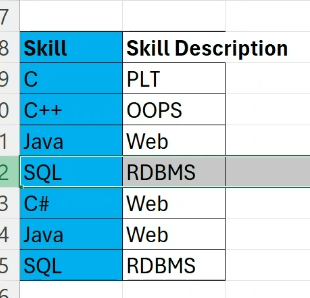 7
8 Skill Skill Description
9 C PLT
0 C++ OOPS
1 Java Web
2 SQL RDBMS
3 C# Web
4 Java Web
5 SQL RDBMS